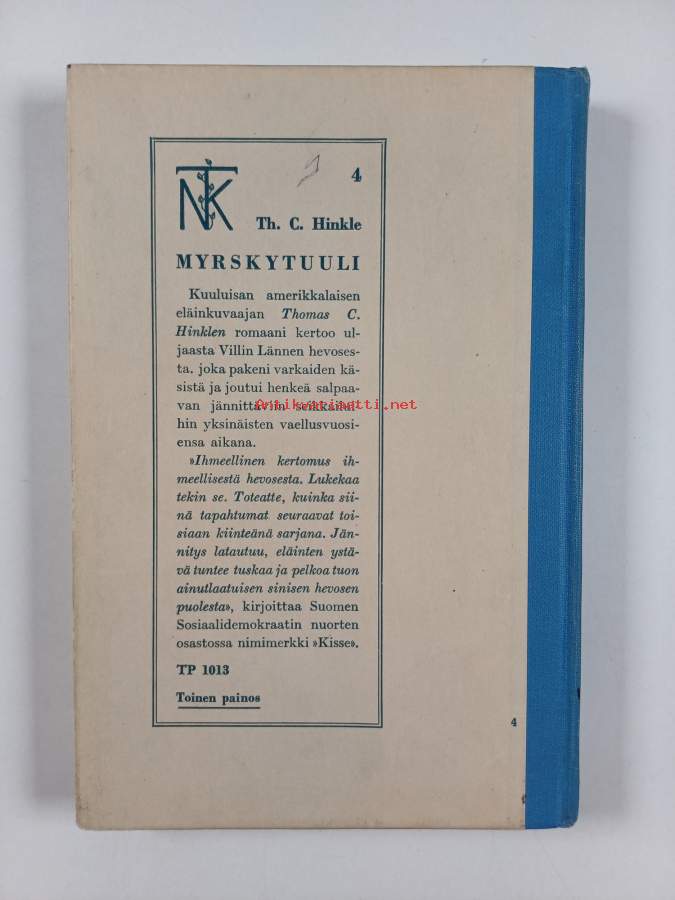 NTK
4
Th. C. Hinkle
MYRSKYTUULI
Kuuluisan amerikkalaisen
eläinkuvaajan Thomas C.
Hinklen romaani kertoo ul-
jaasta Villin Lännen hevoses-
ta, joka pakeni varkaiden kä-
sistä ja joutui henkeä salpaa-
van jännittäviin seikkailui-
Antikvariaatti.net
hin yksinäisten vaellusvuosi-
ensa aikana.
»Ihmeellinen kertomus ih-
meellisestä hevosesta. Lukekaa
tekin se. Toteatte, kuinka sii-
nä tapahtumat seuraavat toi-
siaan kiinteänä sarjana. Jän-
nitys latautuu, eläinten ystä-
vä tuntee tuskaa ja pelkoa tuon
ainutlaatuisen sinisen hevosen
puolesta», kirjoittaa Suomen
Sosiaalidemokraatin nuorten
osastossa nimimerkki »Kisse».
TP 1013
Toinen painos
4